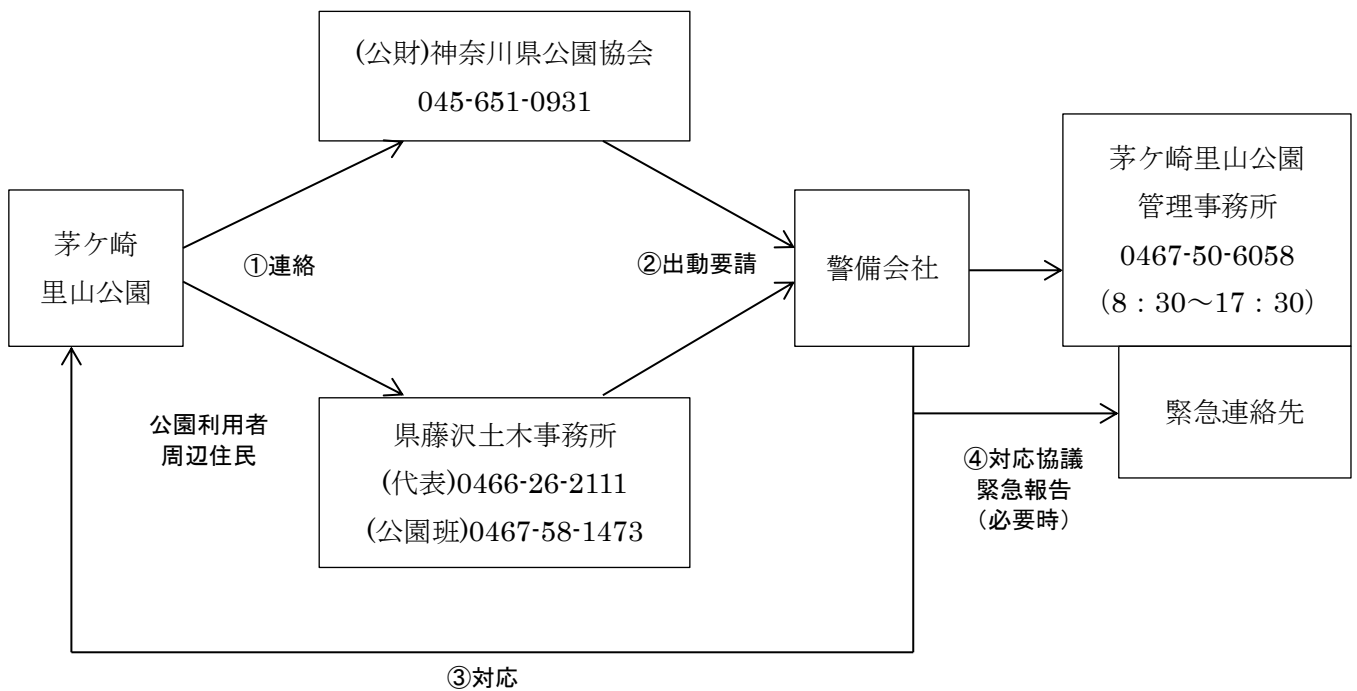 (公財)神奈川県公園協会
045-651-0931
茅ケ崎
里山公園
①連絡
②出動要請
警備会社
茅ケ崎里山公園
管理事務所
0467-50-6058
（8：30～17：30）
公園利用者
周辺住民
県藤沢土木事務所
(代表)0466-26-2111
(公園班)0467-58-1473
緊急連絡先
④対応協議
緊急報告
（必要時）
③対応